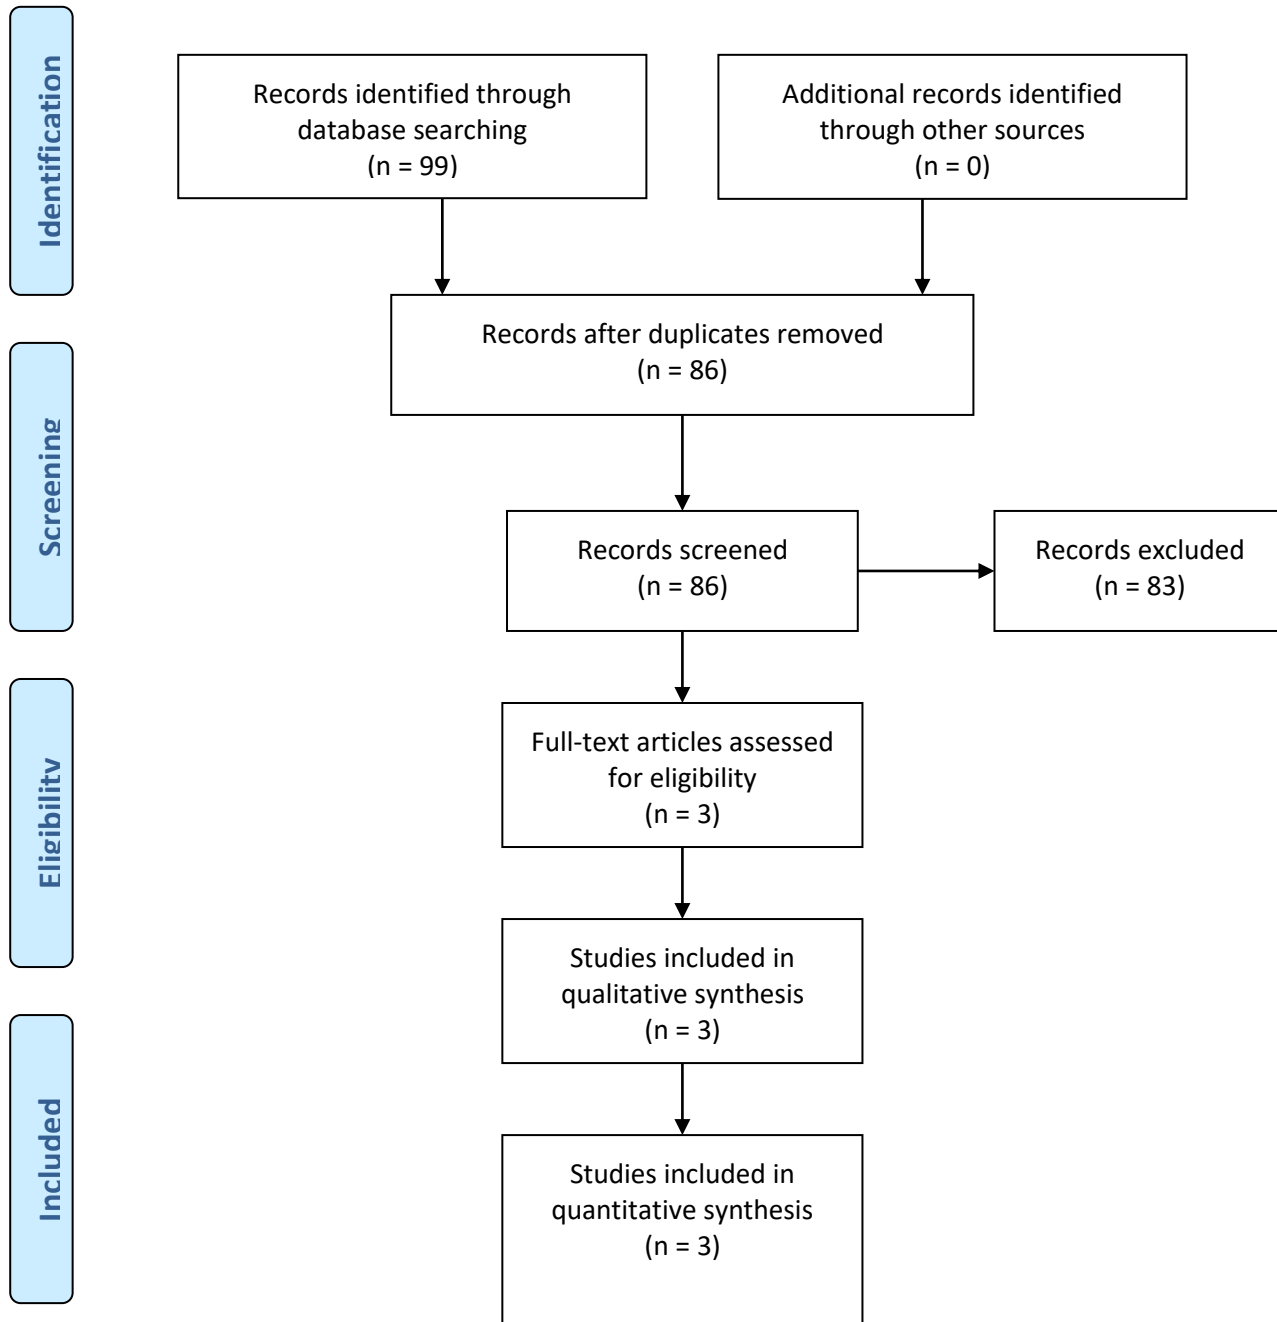 Identification
Records identified through
database searching
(n = 99)
Additional records identified
through other sources
(n = 0)
Records after duplicates removed
(n = 86)
Screening
Records screened
(n = 86)
Records excluded
(n = 83)
Eligibility
Full-text articles assessed
for eligibility
(n = 3)
Studies included in
qualitative synthesis
(n = 3)
Included
Studies included in
quantitative synthesis
(n = 3)